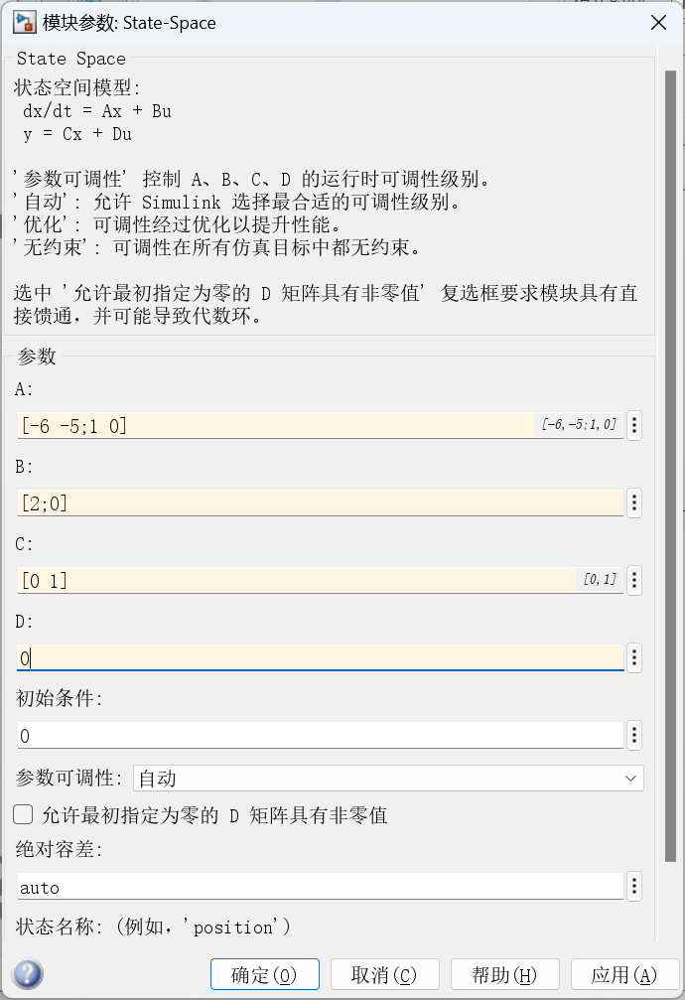 模块参数: State-Space
State Space
状态空间模型:
dx/dt = Ax + Bu
y = Cx + Du
'参数可调性' 控制 A、B、C、D 的运行时可调性级别。
'自动': 允许 Simulink 选择最合适的可调性级别。
'优化': 可调性经过优化以提升性能。
'无约束': 可调性在所有仿真目标中都无约束。
选中 '允许最初指定为零的 D 矩阵具有非零值' 复选框要求模块具有直
接馈通，并可能导致代数环。
参数
A:
[-6 -5;1 0] [-6,-5;1,0]
B:
[2;0]
C:
[0 1] [0,1]
D:
0
初始条件:
0
参数可调性: 自动
允许最初指定为零的 D 矩阵具有非零值
绝对容差:
auto
状态名称: (例如，'position')
确定(O) 取消(C) 帮助(H) 应用(A)